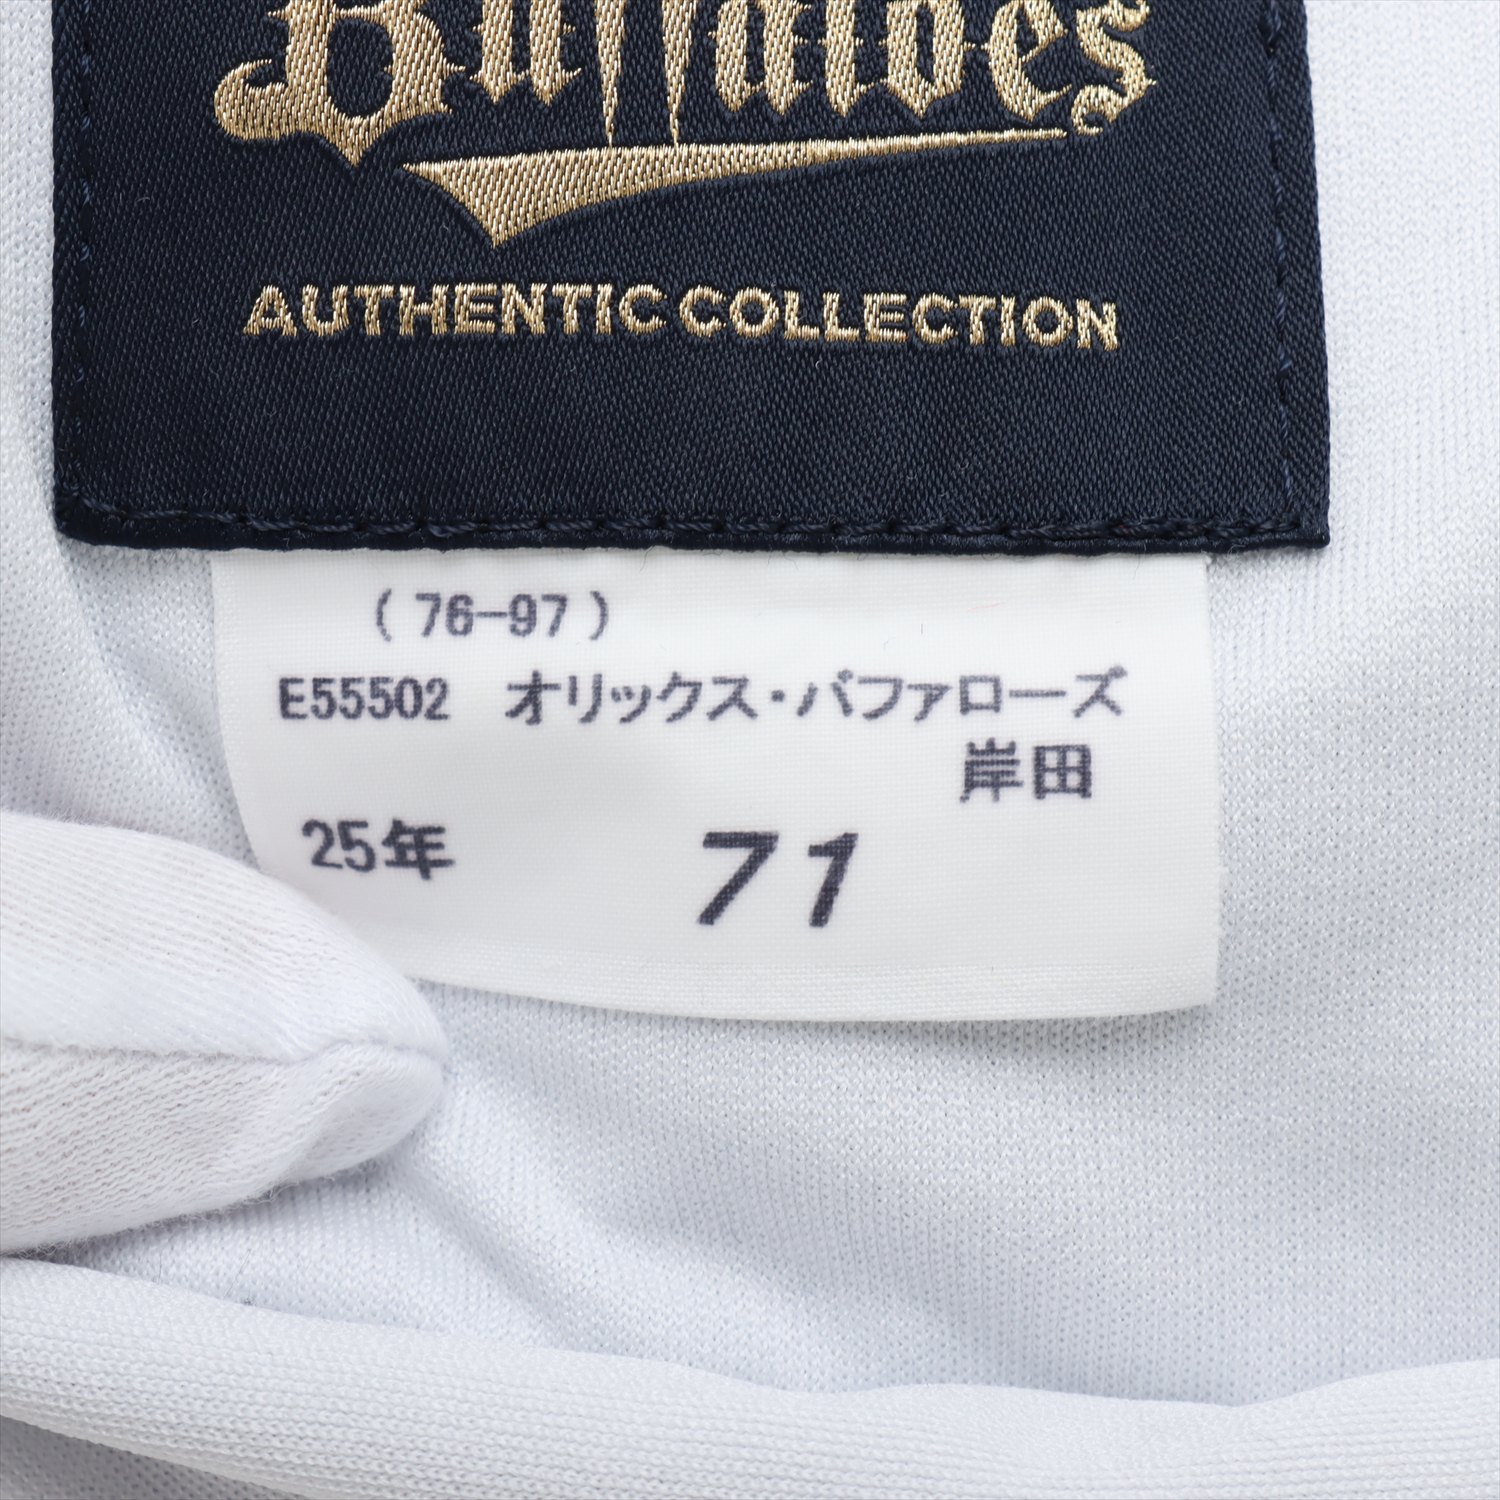 Buffaloes
AUTHENTIC COLLECTION
( 76-97 )
E55502 オリックス・バファローズ
岸田
25年 71